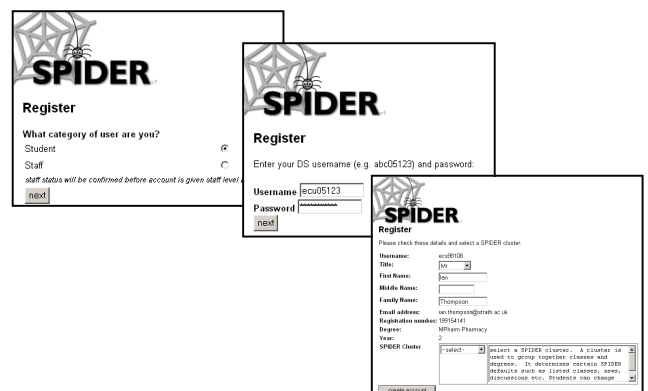 SPIDER
Register
What category of user are you?
Student
Staff
staff status will be confirmed before account is given staff level
next
SPIDER
Register
Enter your DS username (e.g. abc05123) and password:
Username ecu05123
Password ************
next
SPIDER
Register
Please check these details and select a SPIDER cluster.
Username: ecs98108
Title: Mr
First Name: Ian
Middle Name:
Family Name: Thompson
Email address: ian.thompson@strath.ac.uk
Registration number: 199154141
Degree: MPharm Pharmacy
Year: 2
SPIDER Cluster -select- select a SPIDER cluster. A cluster is
used to group together classes and
degrees. It determines certain SPIDER
defaults such as listed classes, news,
discussions etc. Students can change
create account